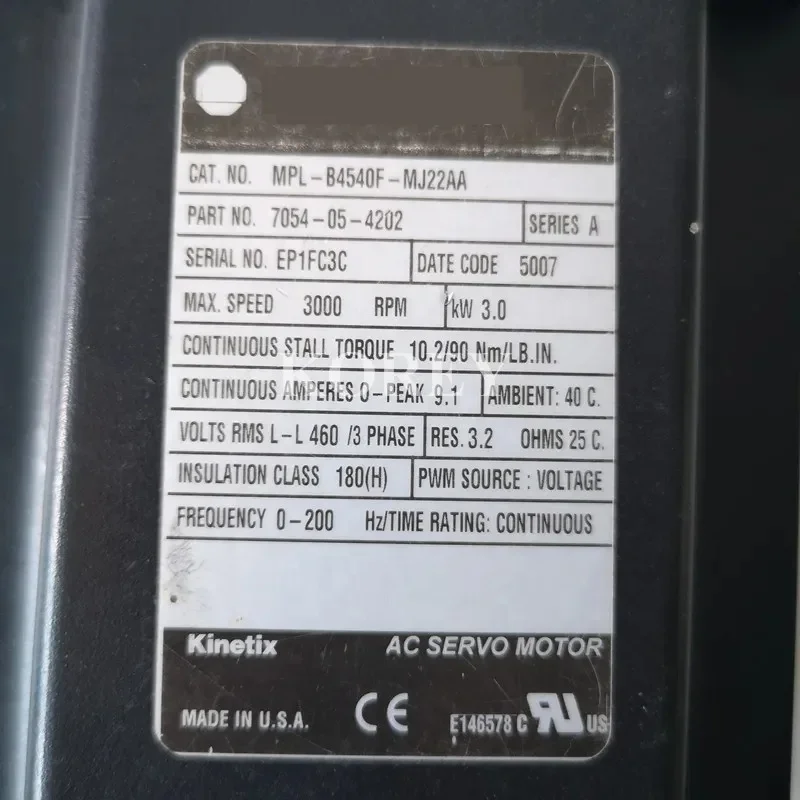 CAT. NO. MPL-B4540F-MJ22AA
PART NO. 7054-05-4202 SERIES A
SERIAL NO. EP1FC3C DATE CODE 5007
MAX. SPEED 3000 RPM kW 3.0
CONTINUOUS STALL TORQUE 10.2/90 Nm/LB.IN.
KOREY
CONTINUOUS AMPERES 0-PEAK 9.1 AMBIENT: 40 C.
VOLTS RMS L-L 460 /3 PHASE RES. 3.2 OHMS 25 C.
INSULATION CLASS 180(H) PWM SOURCE : VOLTAGE
FREQUENCY 0-200 Hz/TIME RATING: CONTINUOUS
Kinetix AC SERVO MOTOR
MADE IN U.S.A. CE E146578 C RU US